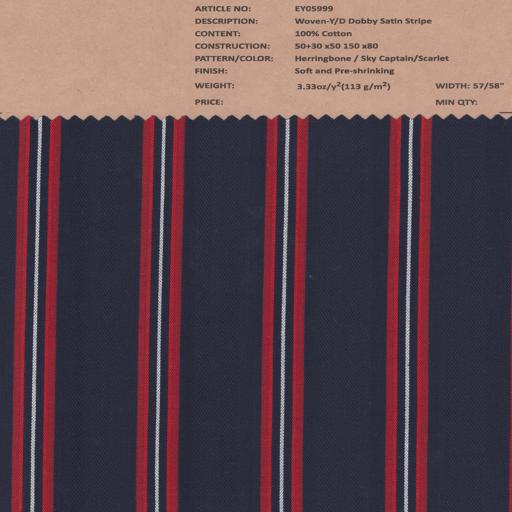 ARTICLE NO: EY05999
DESCRIPTION: Woven-Y/D Dobby Satin Stripe
CONTENT: 100% Cotton
CONSTRUCTION: 50+30 x50 150 x80
PATTERN/COLOR: Herringbone / Sky Captain/Scarlet
FINISH: Soft and Pre-shrinking
WEIGHT: 3.33oz/y²(113 g/m²) WIDTH: 57/58"
PRICE: MIN QTY: